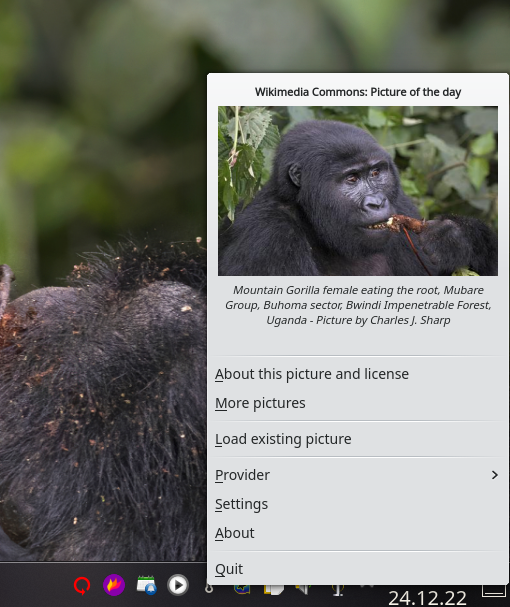 Wikimedia Commons: Picture of the day
Mountain Gorilla female eating the root, Mubare
Group, Buhoma sector, Bwindi Impenetrable Forest,
Uganda - Picture by Charles J. Sharp
About this picture and license
More pictures
Load existing picture
Provider
Settings
About
Quit
24.12.22